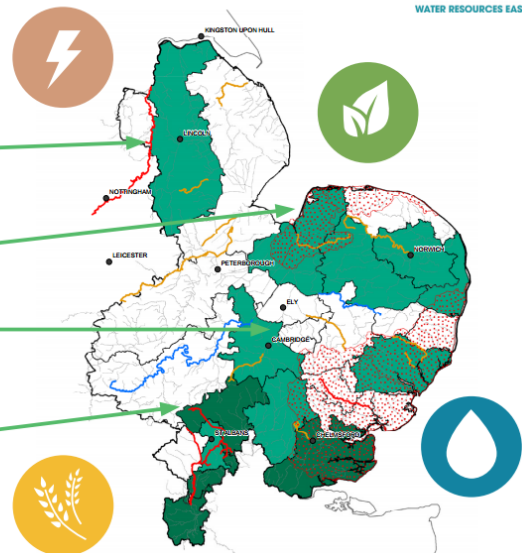 WATER RESOURCES EAS
KINGSTON UPON HULL
LINCOLN
NOTTINGHAM
LEICESTER
PETERBOROUGH
NORWICH
ELY
CAMBRIDGE
ST ALBANS
CHELMSFORD